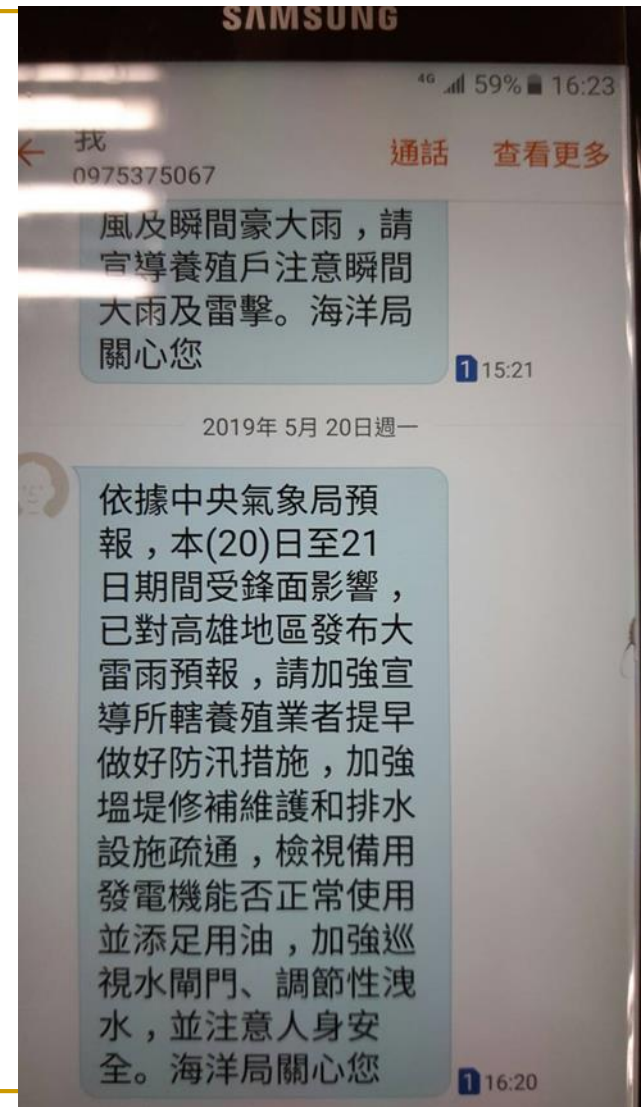 SAMSUNG
4G 59% 16:23
← 我
0975375067
通話 查看更多
風及瞬間豪大雨，請
宣導養殖戶注意瞬間
大雨及雷擊。海洋局
關心您
1 15:21
2019年 5月 20日週一
依據中央氣象局預
報，本(20)日至21
日期間受鋒面影響，
已對高雄地區發布大
雷雨預報，請加強宣
導所轄養殖業者提早
做好防汛措施，加強
塭堤修補維護和排水
設施疏通，檢視備用
發電機能否正常使用
並添足用油，加強巡
視水閘門、調節性洩
水，並注意人身安
全。海洋局關心您
1 16:20